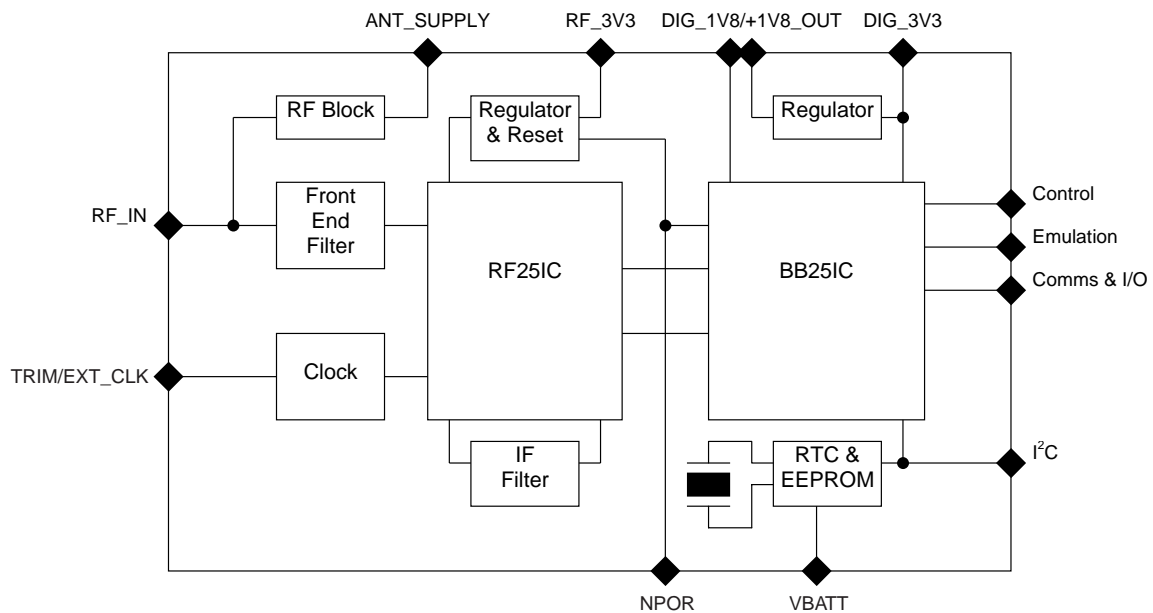 ANT_SUPPLY
RF_3V3
DIG_1V8/+1V8_OUT
DIG_3V3
RF Block
Regulator
& Reset
Regulator
RF_IN
Front
End
Filter
RF25IC
BB25IC
Control
Emulation
Comms & I/O
TRIM/EXT_CLK
Clock
IF
Filter
RTC &
EEPROM
I²C
NPOR
VBATT